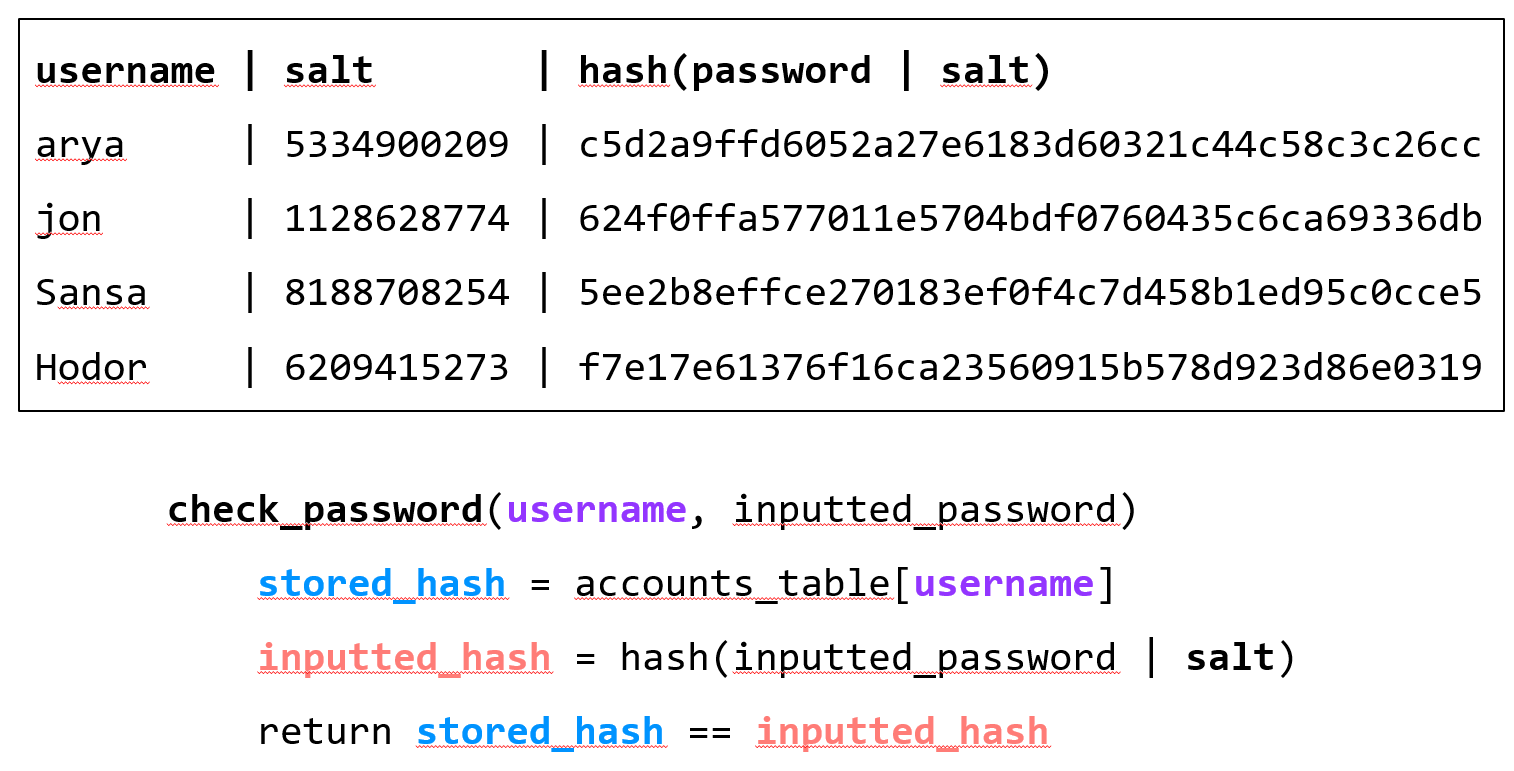 username | salt | hash(password | salt)
arya | 5334900209 | c5d2a9ffd6052a27e6183d60321c44c58c3c26cc
jon | 1128628774 | 624f0ffa577011e5704bdf0760435c6ca69336db
Sansa | 8188708254 | 5ee2b8effce270183ef0f4c7d458b1ed95c0cce5
Hodor | 6209415273 | f7e17e61376f16ca23560915b578d923d86e0319
check_password(username, inputted_password)
stored_hash = accounts_table[username]
inputted_hash = hash(inputted_password | salt)
return stored_hash == inputted_hash